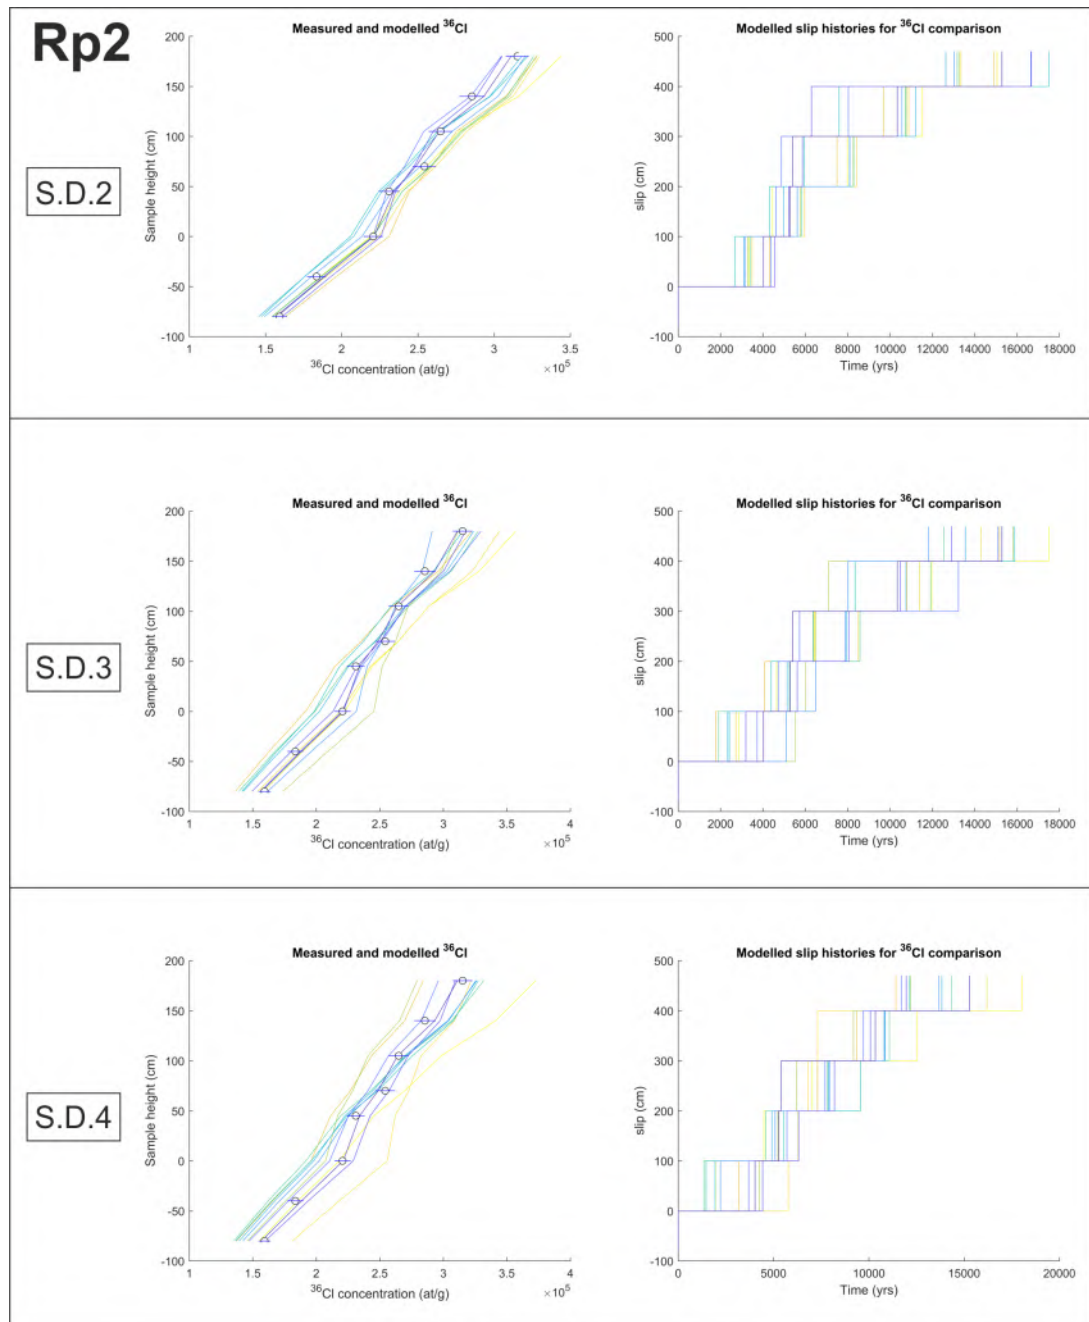 Rp2
S.D.2
Measured and modelled ³⁶Cl
200
150
100
50
0
-50
-100
Sample height (cm)
1 1.5 2 2.5 3 3.5
³⁶Cl concentration (at/g) ×10⁵
Modelled slip histories for ³⁶Cl comparison
500
400
300
200
100
0
-100
slip (cm)
0 2000 4000 6000 8000 10000 12000 14000 16000 18000
Time (yrs)
S.D.3
Measured and modelled ³⁶Cl
200
150
100
50
0
-50
-100
Sample height (cm)
1 1.5 2 2.5 3 3.5 4
³⁶Cl concentration (at/g) ×10⁵
Modelled slip histories for ³⁶Cl comparison
500
400
300
200
100
0
-100
slip (cm)
0 2000 4000 6000 8000 10000 12000 14000 16000 18000
Time (yrs)
S.D.4
Measured and modelled ³⁶Cl
200
150
100
50
0
-50
-100
Sample height (cm)
1 1.5 2 2.5 3 3.5 4
³⁶Cl concentration (at/g) ×10⁵
Modelled slip histories for ³⁶Cl comparison
500
400
300
200
100
0
-100
slip (cm)
0 5000 10000 15000 20000
Time (yrs)